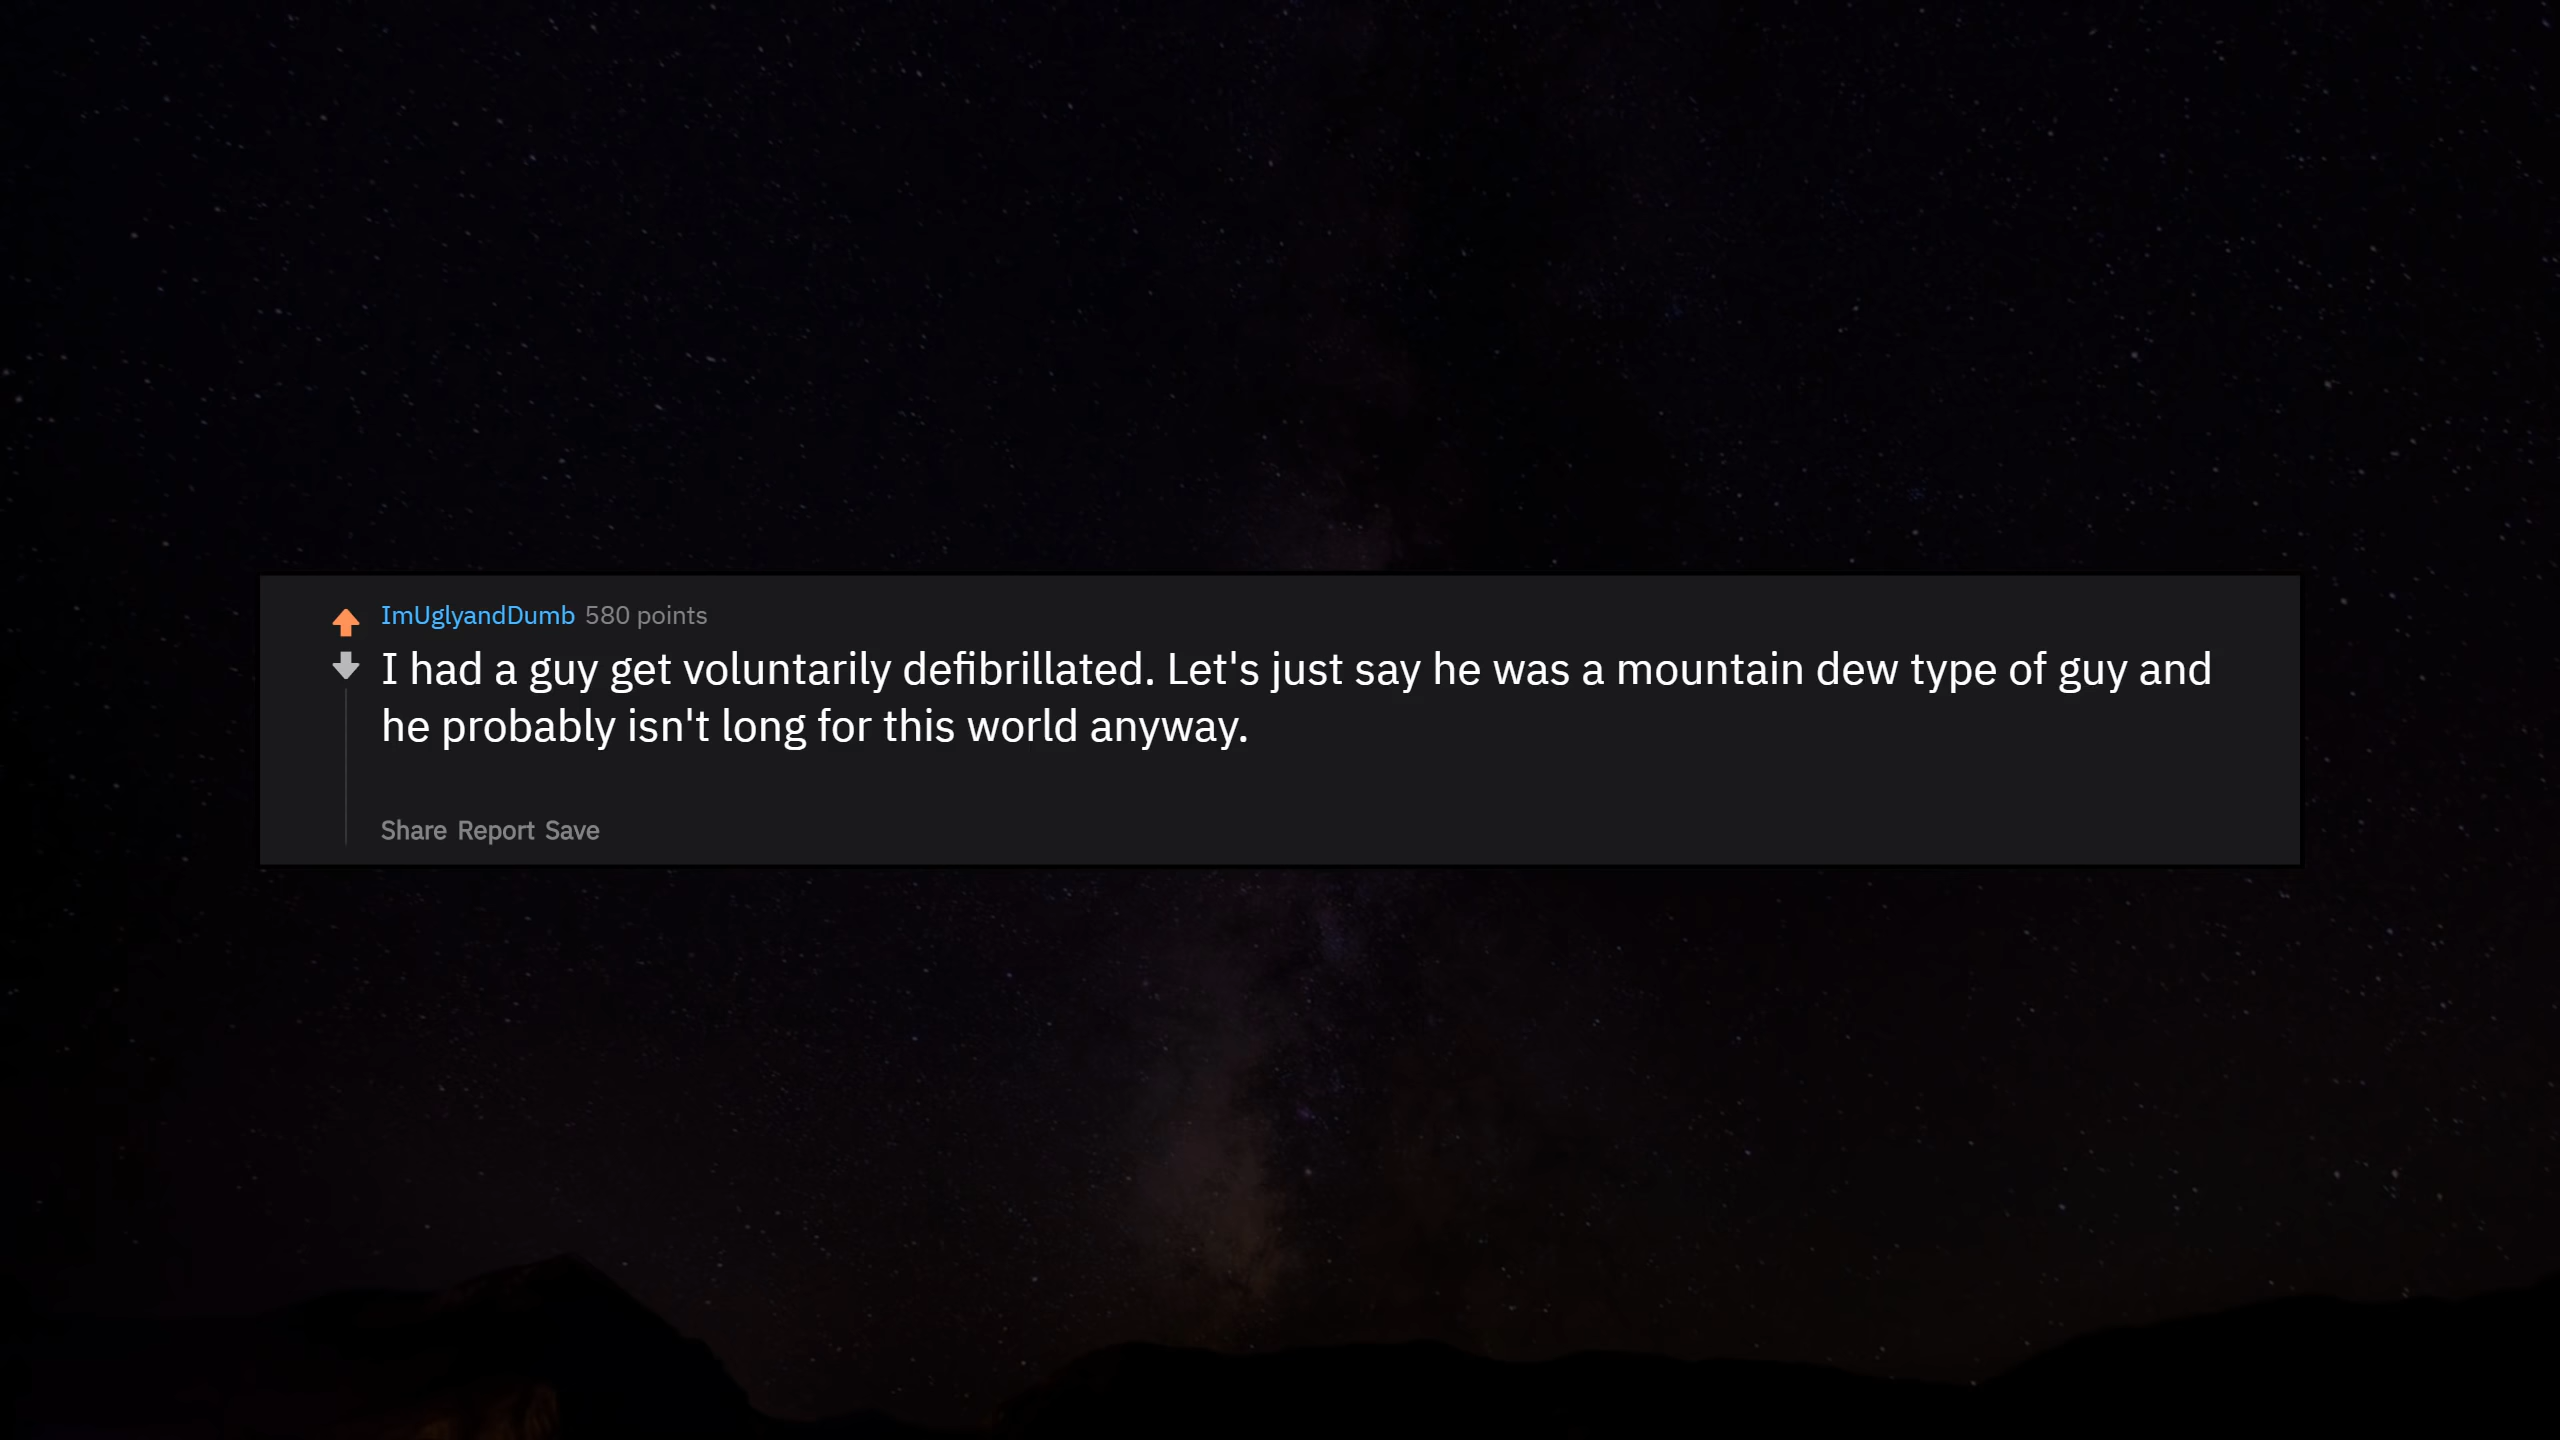 ImUglyandDumb 580 points
I had a guy get voluntarily defibrillated. Let's just say he was a mountain dew type of guy and
he probably isn't long for this world anyway.
Share Report Save